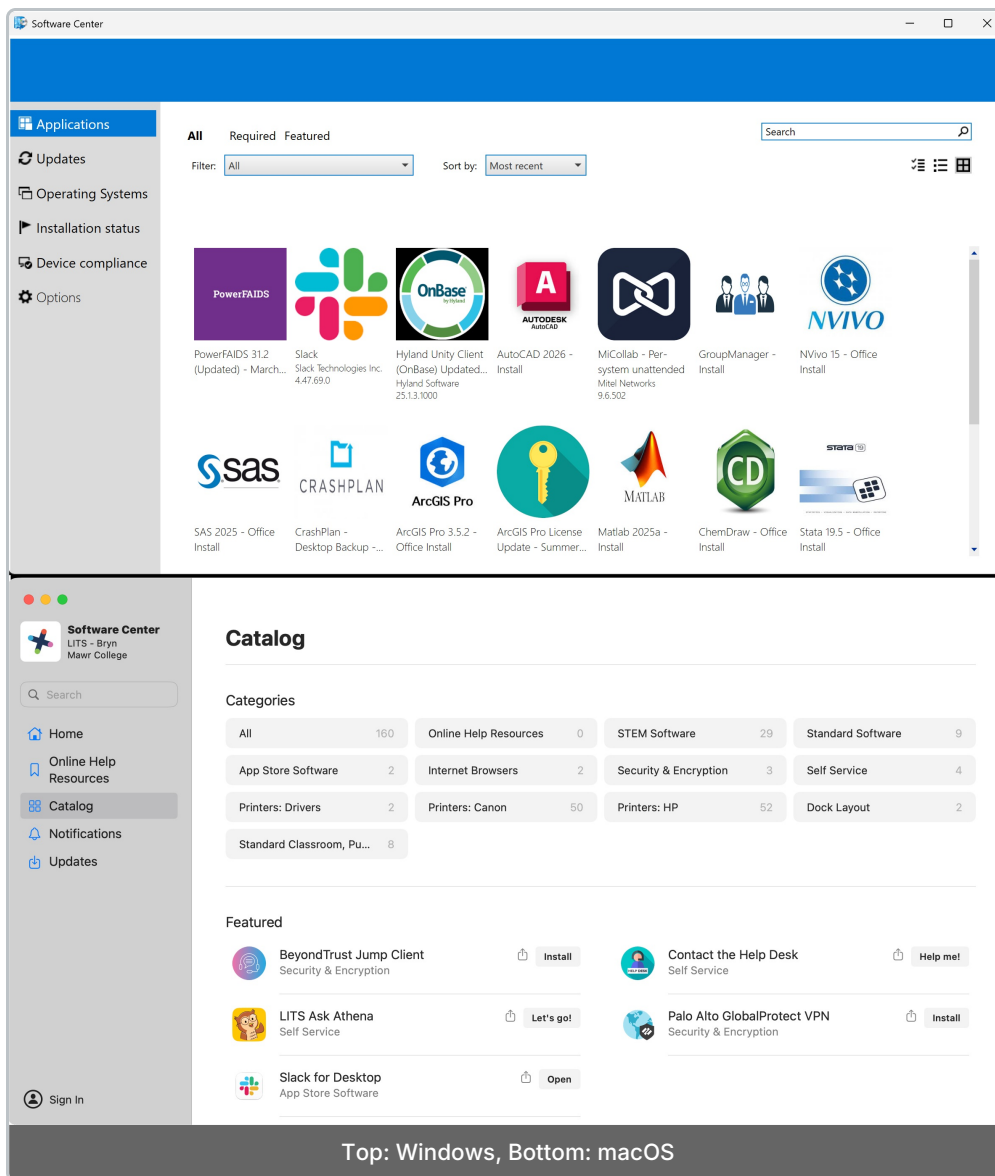 Software Center
Applications
Updates
Operating Systems
Installation status
Device compliance
Options
All Required Featured
Search
Filter: All Sort by: Most recent
PowerFAIDS
OnBase
by Hyland
A
AUTODESK
AutoCAD
NVIVO
PowerFAIDS 31.2
(Updated) - March...
Slack
Slack Technologies Inc.
4.47.69.0
Hyland Unity Client
(OnBase) Updated...
Hyland Software
25.1.3.1000
AutoCAD 2026 -
Install
MiCollab - Per-
system unattended
Mitel Networks
9.6.502
GroupManager -
Install
NVivo 15 - Office
Install
sas
CRASHPLAN
ArcGIS Pro
MATLAB
CD
STATA 19
SAS 2025 - Office
Install
CrashPlan -
Desktop Backup -...
ArcGIS Pro 3.5.2 -
Office Install
ArcGIS Pro License
Update - Summer...
Matlab 2025a -
Install
ChemDraw - Office
Install
Stata 19.5 - Office
Install
Software Center
LITS - Bryn
Mawr College
Search
Home
Online Help
Resources
Catalog
Notifications
Updates
Sign In
Catalog
Categories
All 160
Online Help Resources 0
STEM Software 29
Standard Software 9
App Store Software 2
Internet Browsers 2
Security & Encryption 3
Self Service 4
Printers: Drivers 2
Printers: Canon 50
Printers: HP 52
Dock Layout 2
Standard Classroom, Pu... 8
Featured
BeyondTrust Jump Client
Security & Encryption
Install
HELP DESK
Contact the Help Desk
Self Service
Help me!
LITS Ask Athena
Self Service
Let's go!
Palo Alto GlobalProtect VPN
Security & Encryption
Install
Slack for Desktop
App Store Software
Open
Top: Windows, Bottom: macOS